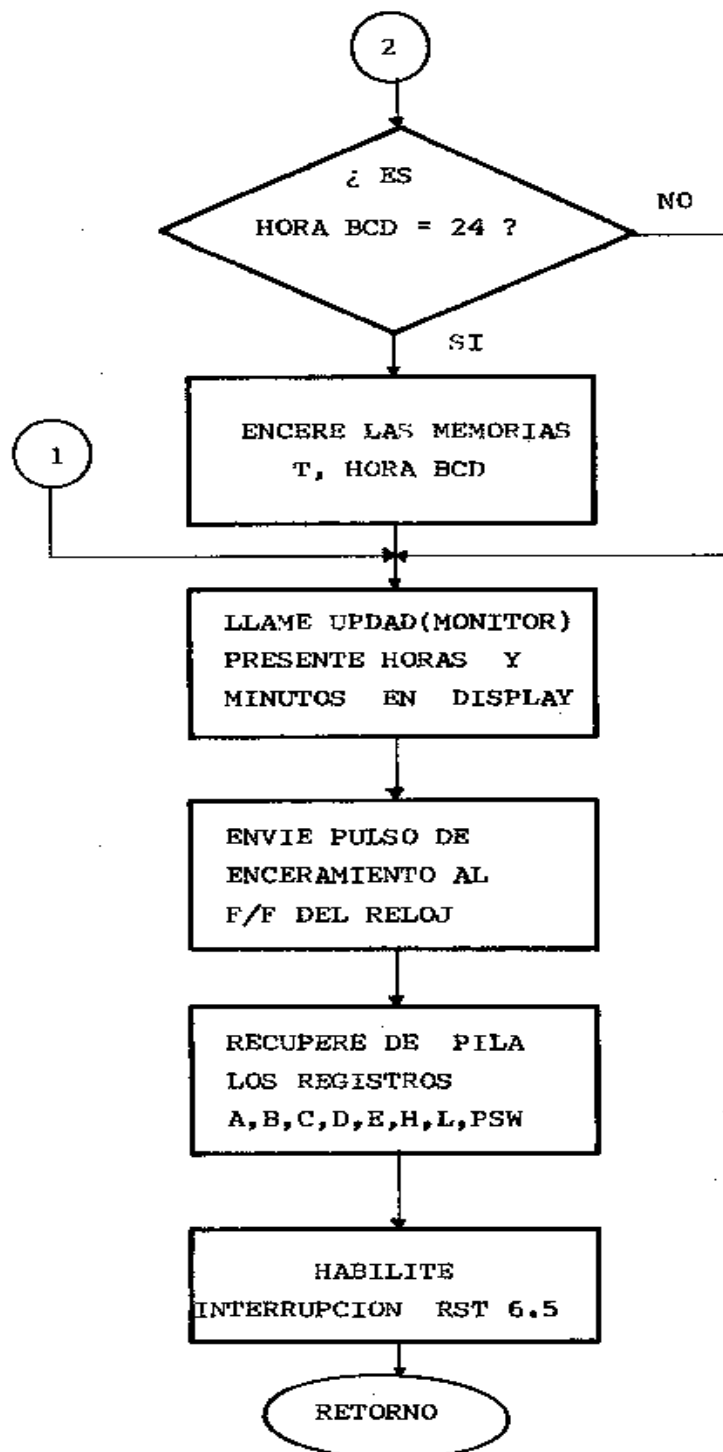 2
¿ ES
HORA BCD = 24 ?
NO
SI
ENCERE LAS MEMORIAS
T, HORA BCD
1
LLAME UPDAD(MONITOR)
PRESENTE HORAS Y
MINUTOS EN DISPLAY
ENVIE PULSO DE
ENCERAMIENTO AL
F/F DEL RELOJ
RECUPERE DE PILA
LOS REGISTROS
A,B,C,D,E,H,L,PSW
HABILITE
INTERRUPCION RST 6.5
RETORNO